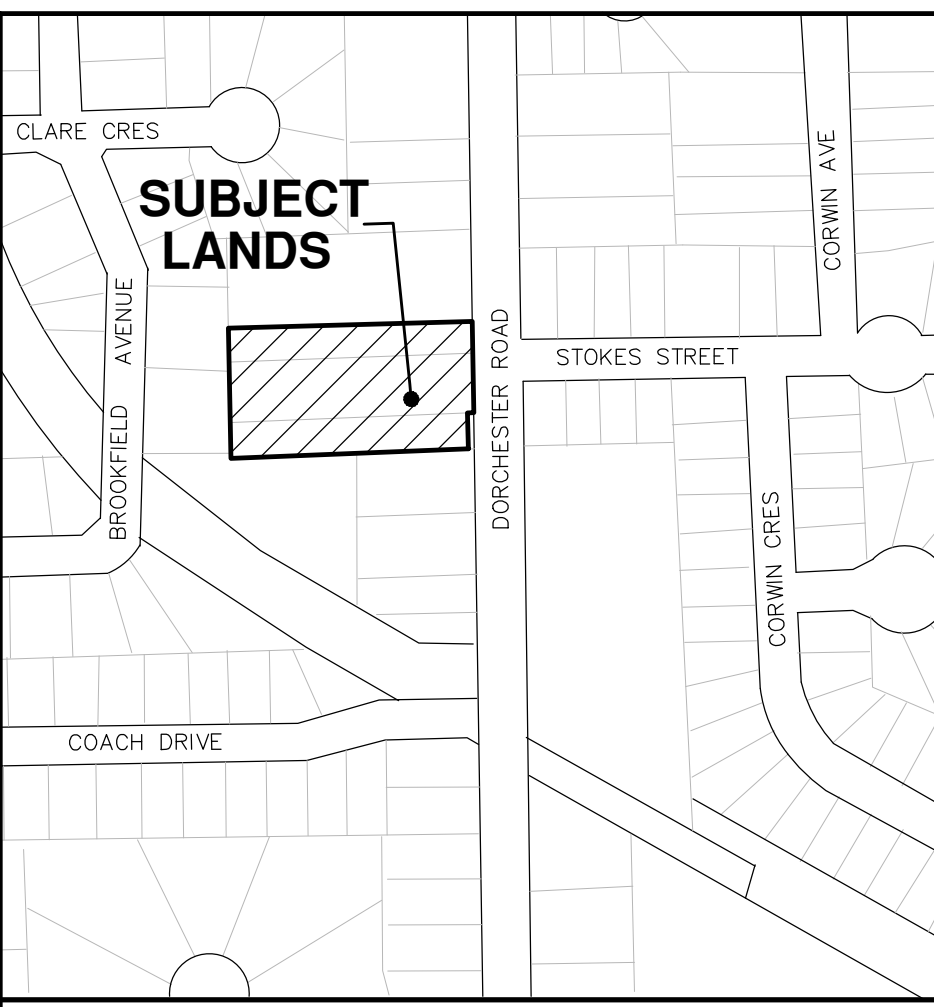 CLARE CRES
SUBJECT
LANDS
CORWIN AVE
BROOKFIELD AVENUE
DORCHESTER ROAD
STOKES STREET
CORWIN CRES
COACH DRIVE